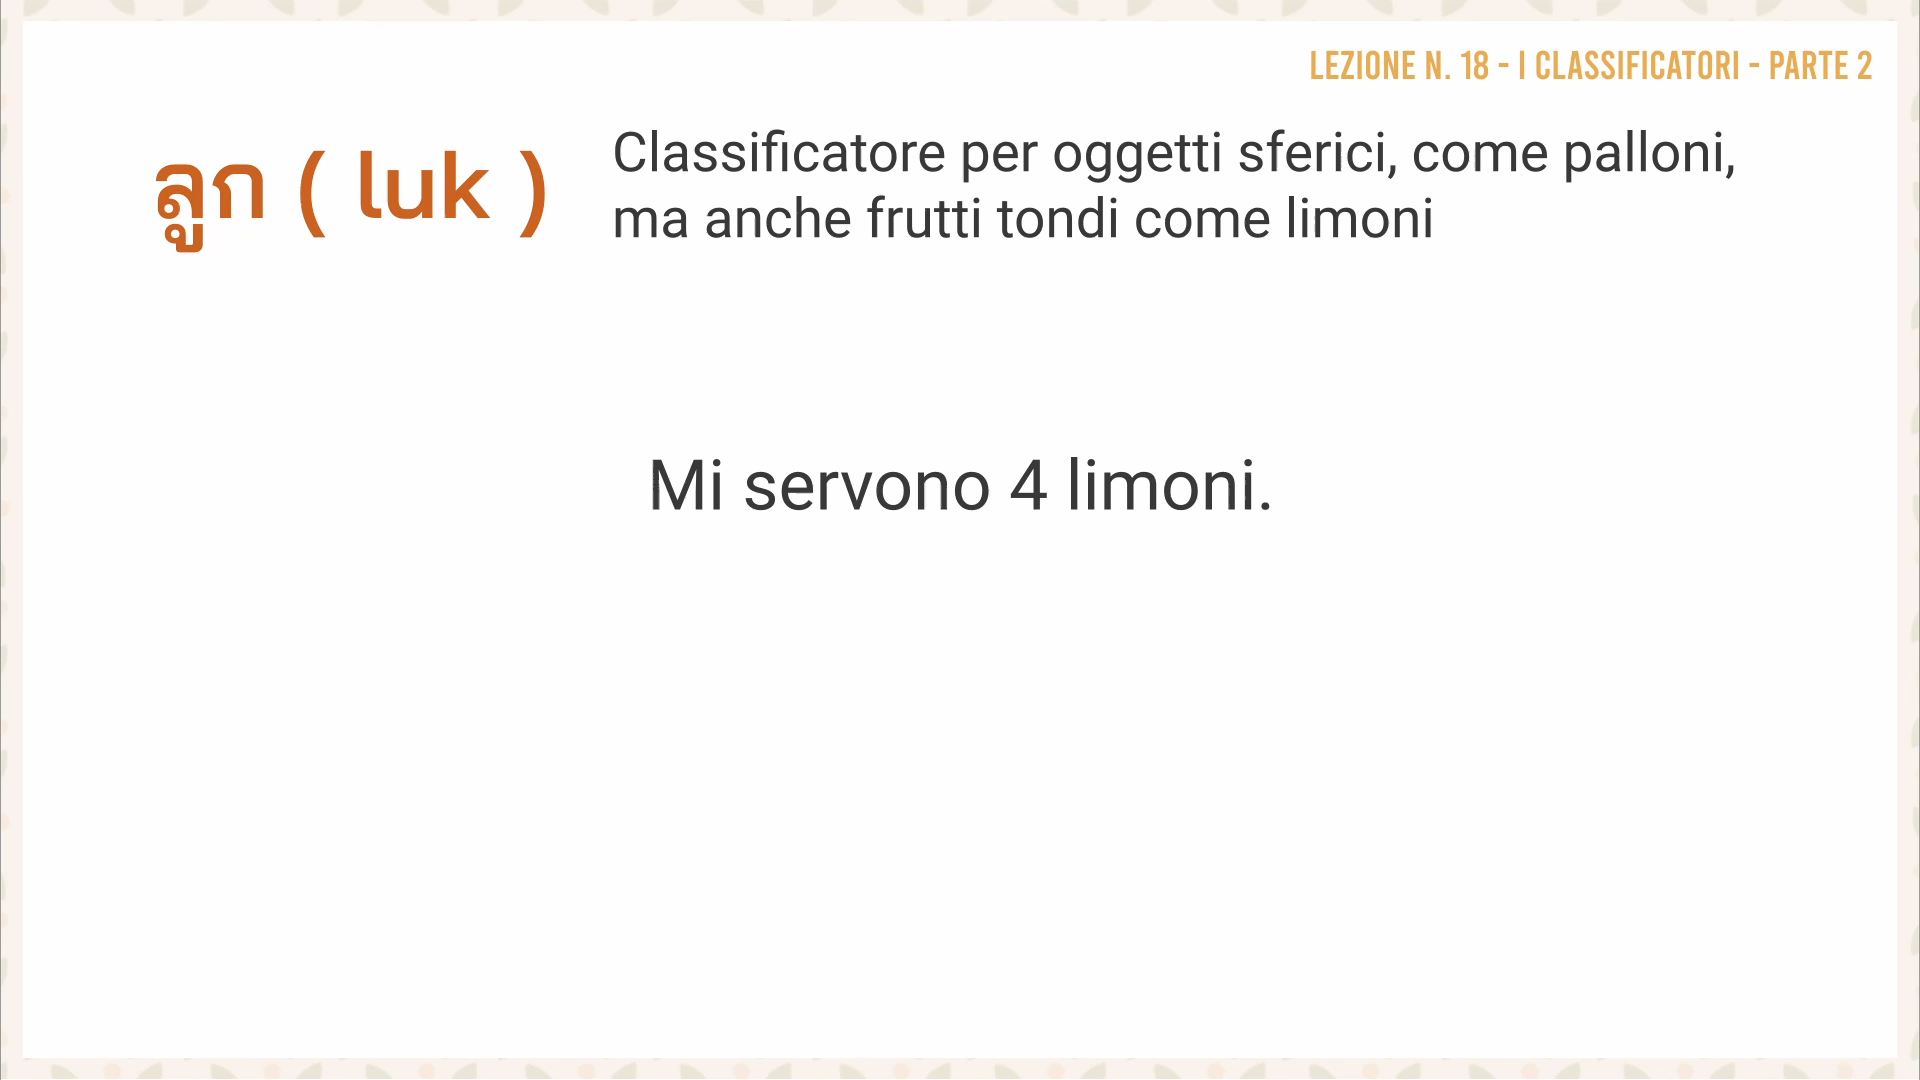 LEZIONE N. 18 - I CLASSIFICATORI - PARTE 2
ลูก ( luk )
Classificatore per oggetti sferici, come palloni,
ma anche frutti tondi come limoni
Mi servono 4 limoni.